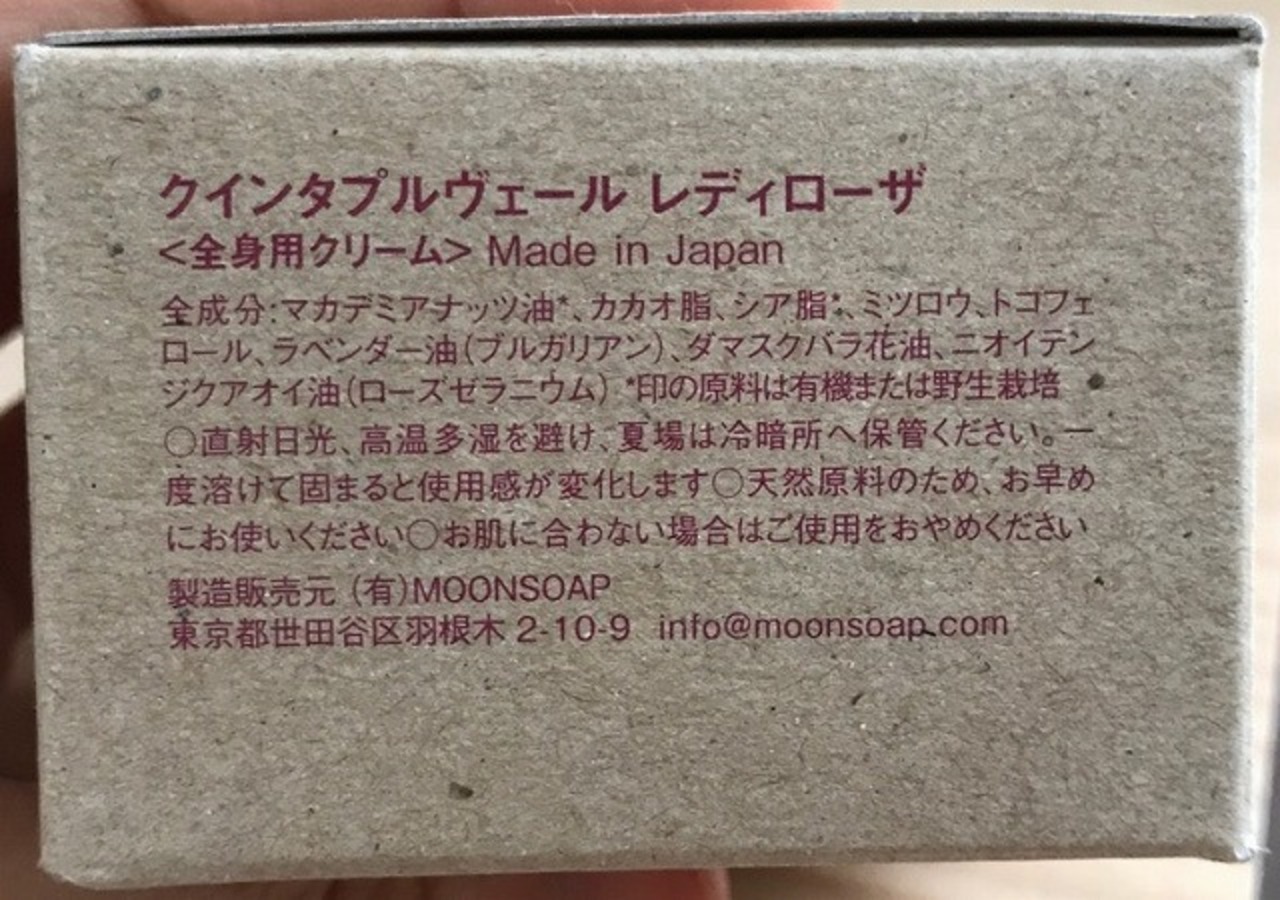 クインタプルヴェール レディローザ
<全身用クリーム> Made in Japan
全成分:マカデミアナッツ油*、カカオ脂、シア脂*、ミツロウ、トコフェ
ロール、ラベンダー油(ブルガリアン)、ダマスクバラ花油、ニオイテン
ジクアオイ油(ローズゼラニウム) *印の原料は有機または野生栽培
○直射日光、高温多湿を避け、夏場は冷暗所へ保管ください。一
度溶けて固まると使用感が変化します○天然原料のため、お早め
にお使いください○お肌に合わない場合はご使用をおやめください
製造販売元 (有)MOONSOAP
東京都世田谷区羽根木 2-10-9 info@moonsoap.com